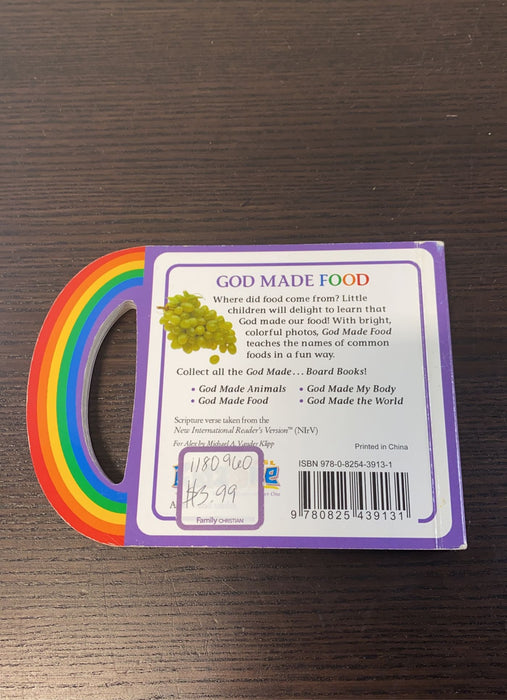 GOD MADE FOOD
Where did food come from? Little
children will delight to learn that
God made our food! With bright,
colorful photos, God Made Food
teaches the names of common
foods in a fun way.
Collect all the God Made . . . Board Books!
• God Made Animals • God Made My Body
• God Made Food • God Made the World
Scripture verse taken from the
New International Reader's Version™ (NIrV)
For Alex by Michael A. Vander Klipp
Printed in China
ISBN 978-0-8254-3913-1
1180960
$3.99
Family CHRISTIAN
9 780825 439131